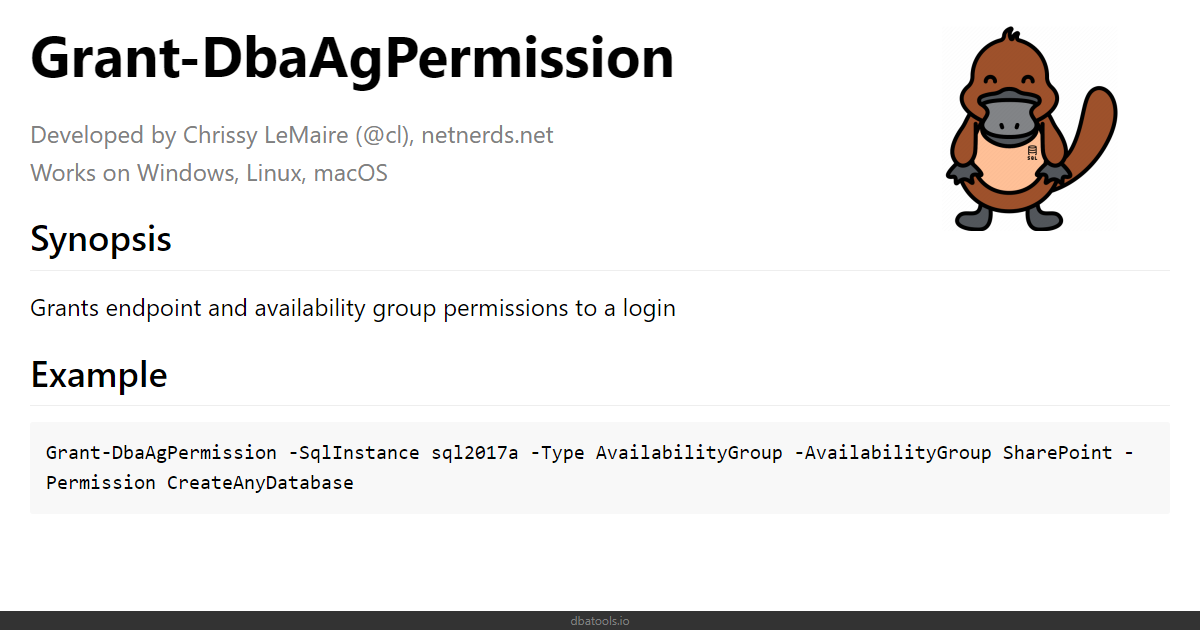 Grant-DbaAgPermission
Developed by Chrissy LeMaire (@cl), netnerds.net
Works on Windows, Linux, macOS
SQL
Synopsis
Grants endpoint and availability group permissions to a login
Example
Grant-DbaAgPermission -SqlInstance sql2017a -Type AvailabilityGroup -AvailabilityGroup SharePoint -
Permission CreateAnyDatabase
dbatools.io